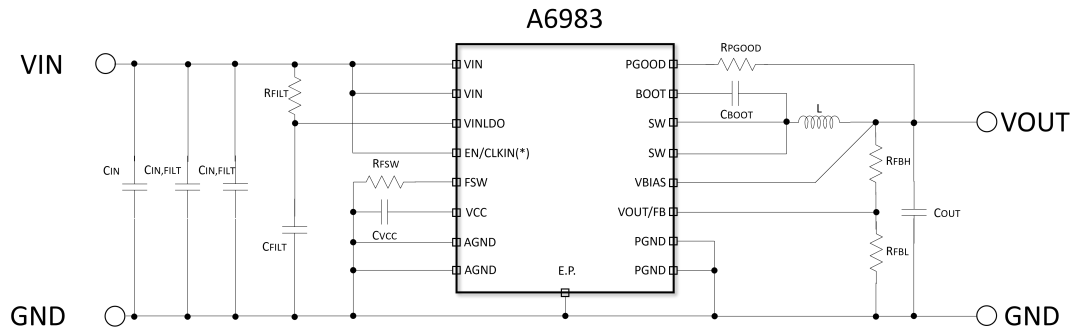 A6983
VIN
GND
CIN
CIN,FILT
CIN,FILT
RFILT
CFILT
RFSW
CVCC
VIN
VIN
VINLDO
EN/CLKIN(*)
FSW
VCC
AGND
AGND
E.P.
PGOOD
BOOT
SW
SW
VBIAS
VOUT/FB
PGND
PGND
RPGOOD
CBOOT
L
RFBH
RFBL
COUT
VOUT
GND